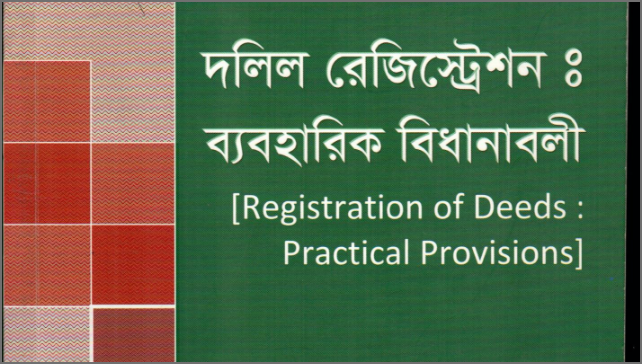 দলিল রেজিস্ট্রেশন ঃ
ব্যবহারিক বিধানাবলী
[Registration of Deeds :
Practical Provisions]